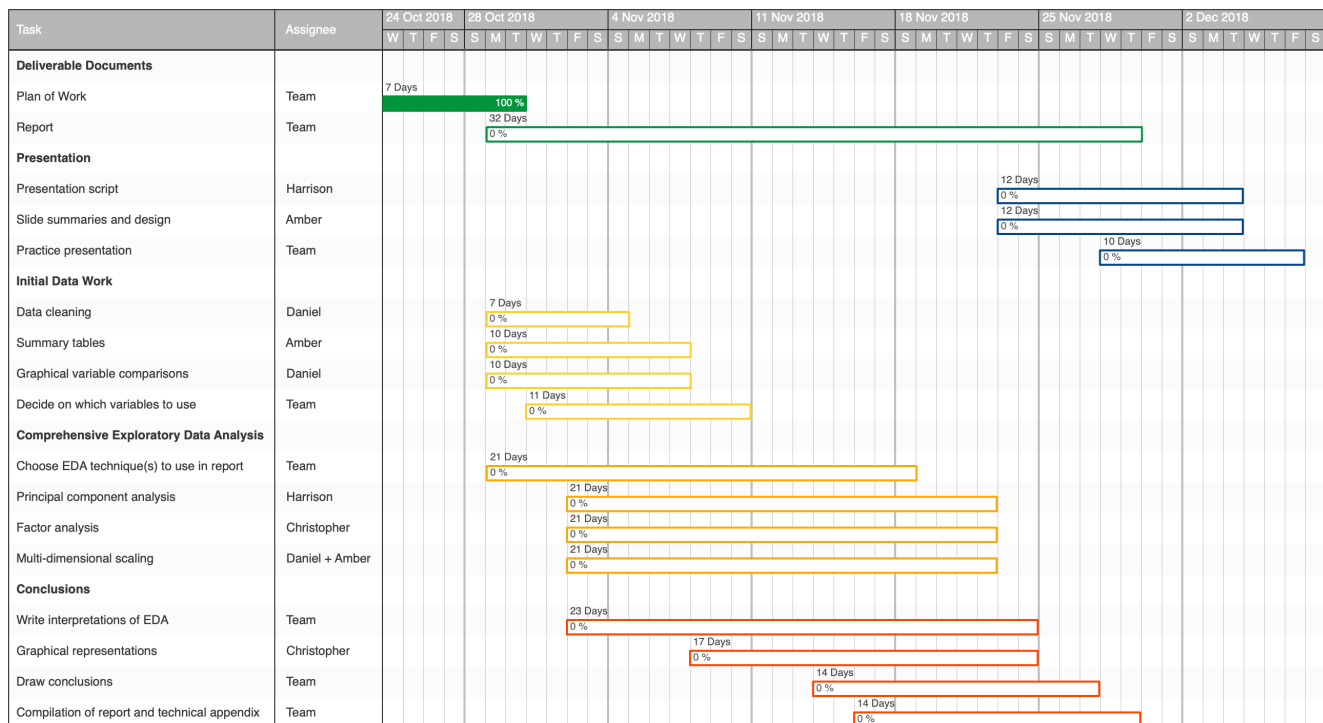 Task Assignee 24 Oct 2018 28 Oct 2018 4 Nov 2018 11 Nov 2018 18 Nov 2018 25 Nov 2018 2 Dec 2018
W T F S S M T W T F S S M T W T F S S M T W T F S S M T W T F S S M T W T F S S M T W T F S
Deliverable Documents
7 Days
Plan of Work Team 100 %
32 Days
Report Team 0 %
Presentation
12 Days
Presentation script Harrison 0 %
12 Days
Slide summaries and design Amber 0 %
10 Days
Practice presentation Team 0 %
Initial Data Work
7 Days
Data cleaning Daniel 0 %
10 Days
Summary tables Amber 0 %
10 Days
Graphical variable comparisons Daniel 0 %
11 Days
Decide on which variables to use Team 0 %
Comprehensive Exploratory Data Analysis
21 Days
Choose EDA technique(s) to use in report Team 0 %
21 Days
Principal component analysis Harrison 0 %
21 Days
Factor analysis Christopher 0 %
21 Days
Multi-dimensional scaling Daniel + Amber 0 %
Conclusions
23 Days
Write interpretations of EDA Team 0 %
17 Days
Graphical representations Christopher 0 %
14 Days
Draw conclusions Team 0 %
14 Days
Compilation of report and technical appendix Team 0 %